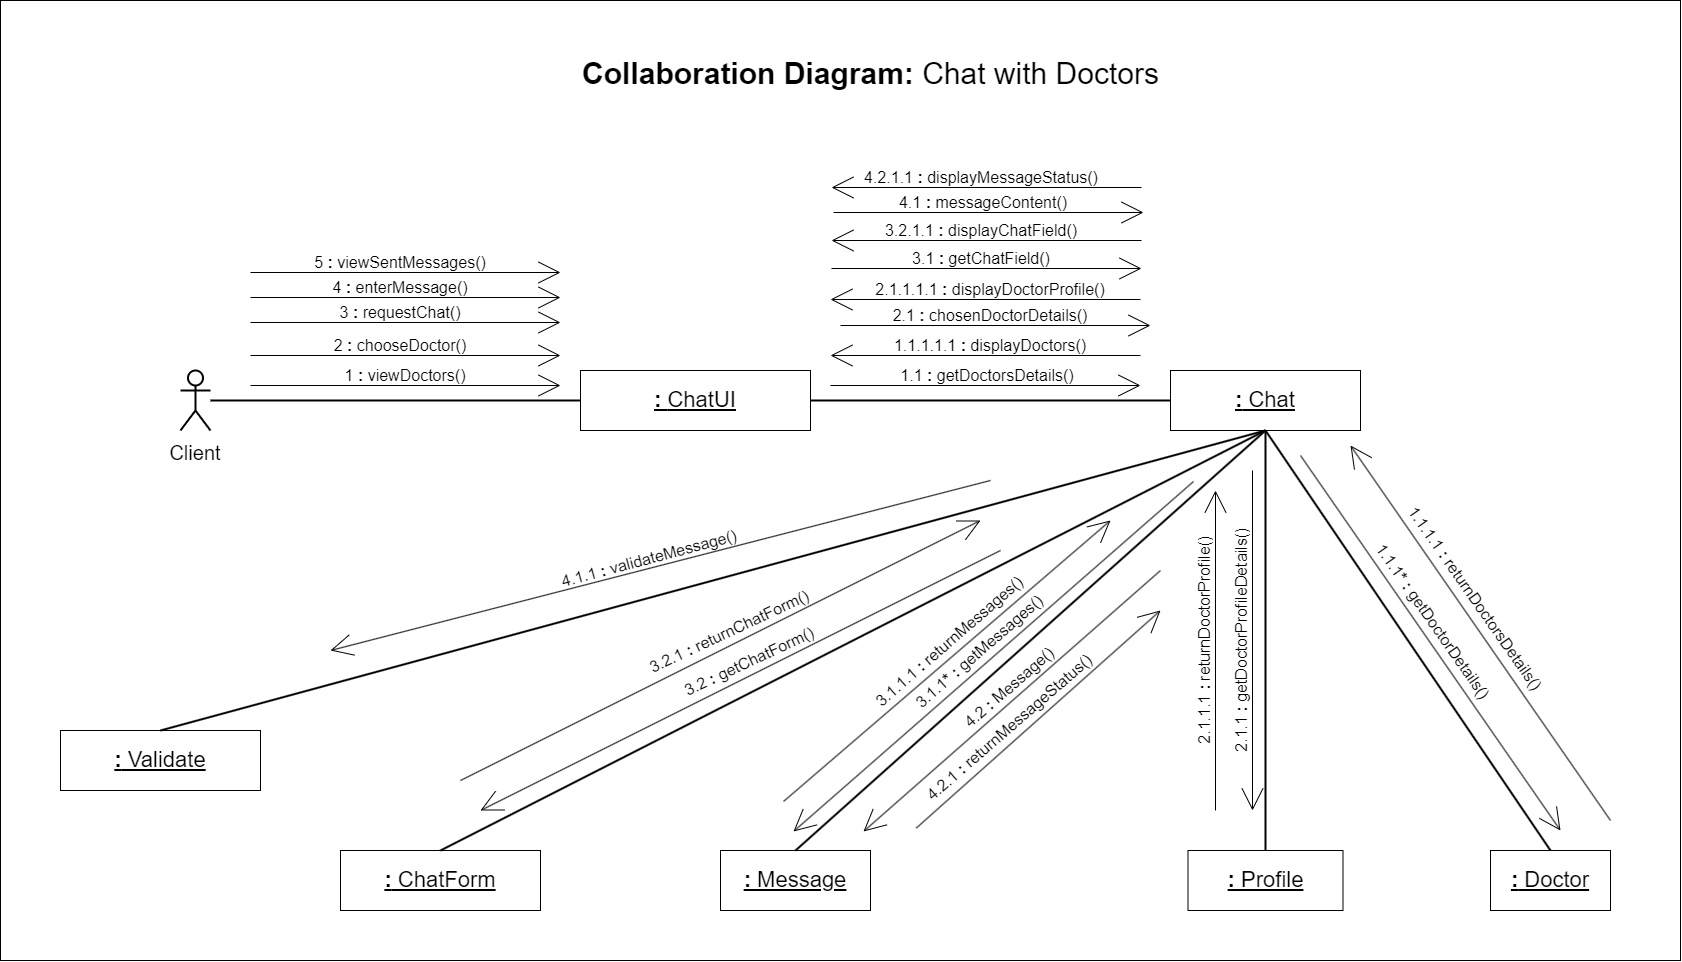 Collaboration Diagram: Chat with Doctors
4.2.1.1 : displayMessageStatus()
4.1 : messageContent()
3.2.1.1 : displayChatField()
3.1 : getChatField()
2.1.1.1.1 : displayDoctorProfile()
2.1 : chosenDoctorDetails()
1.1.1.1.1 : displayDoctors()
1.1 : getDoctorsDetails()
5 : viewSentMessages()
4 : enterMessage()
3 : requestChat()
2 : chooseDoctor()
1 : viewDoctors()
Client
: ChatUI
: Chat
4.1.1 : validateMessage()
3.2.1 : returnChatForm()
3.2 : getChatForm()
3.1.1.1 : returnMessages()
3.1.1* : getMessages()
4.2 : Message()
4.2.1 : returnMessageStatus()
2.1.1.1 : returnDoctorProfile()
2.1.1 : getDoctorProfileDetails()
1.1.1* : getDoctorDetails()
1.1.1.1 : returnDoctorsDetails()
: Validate
: ChatForm
: Message
: Profile
: Doctor